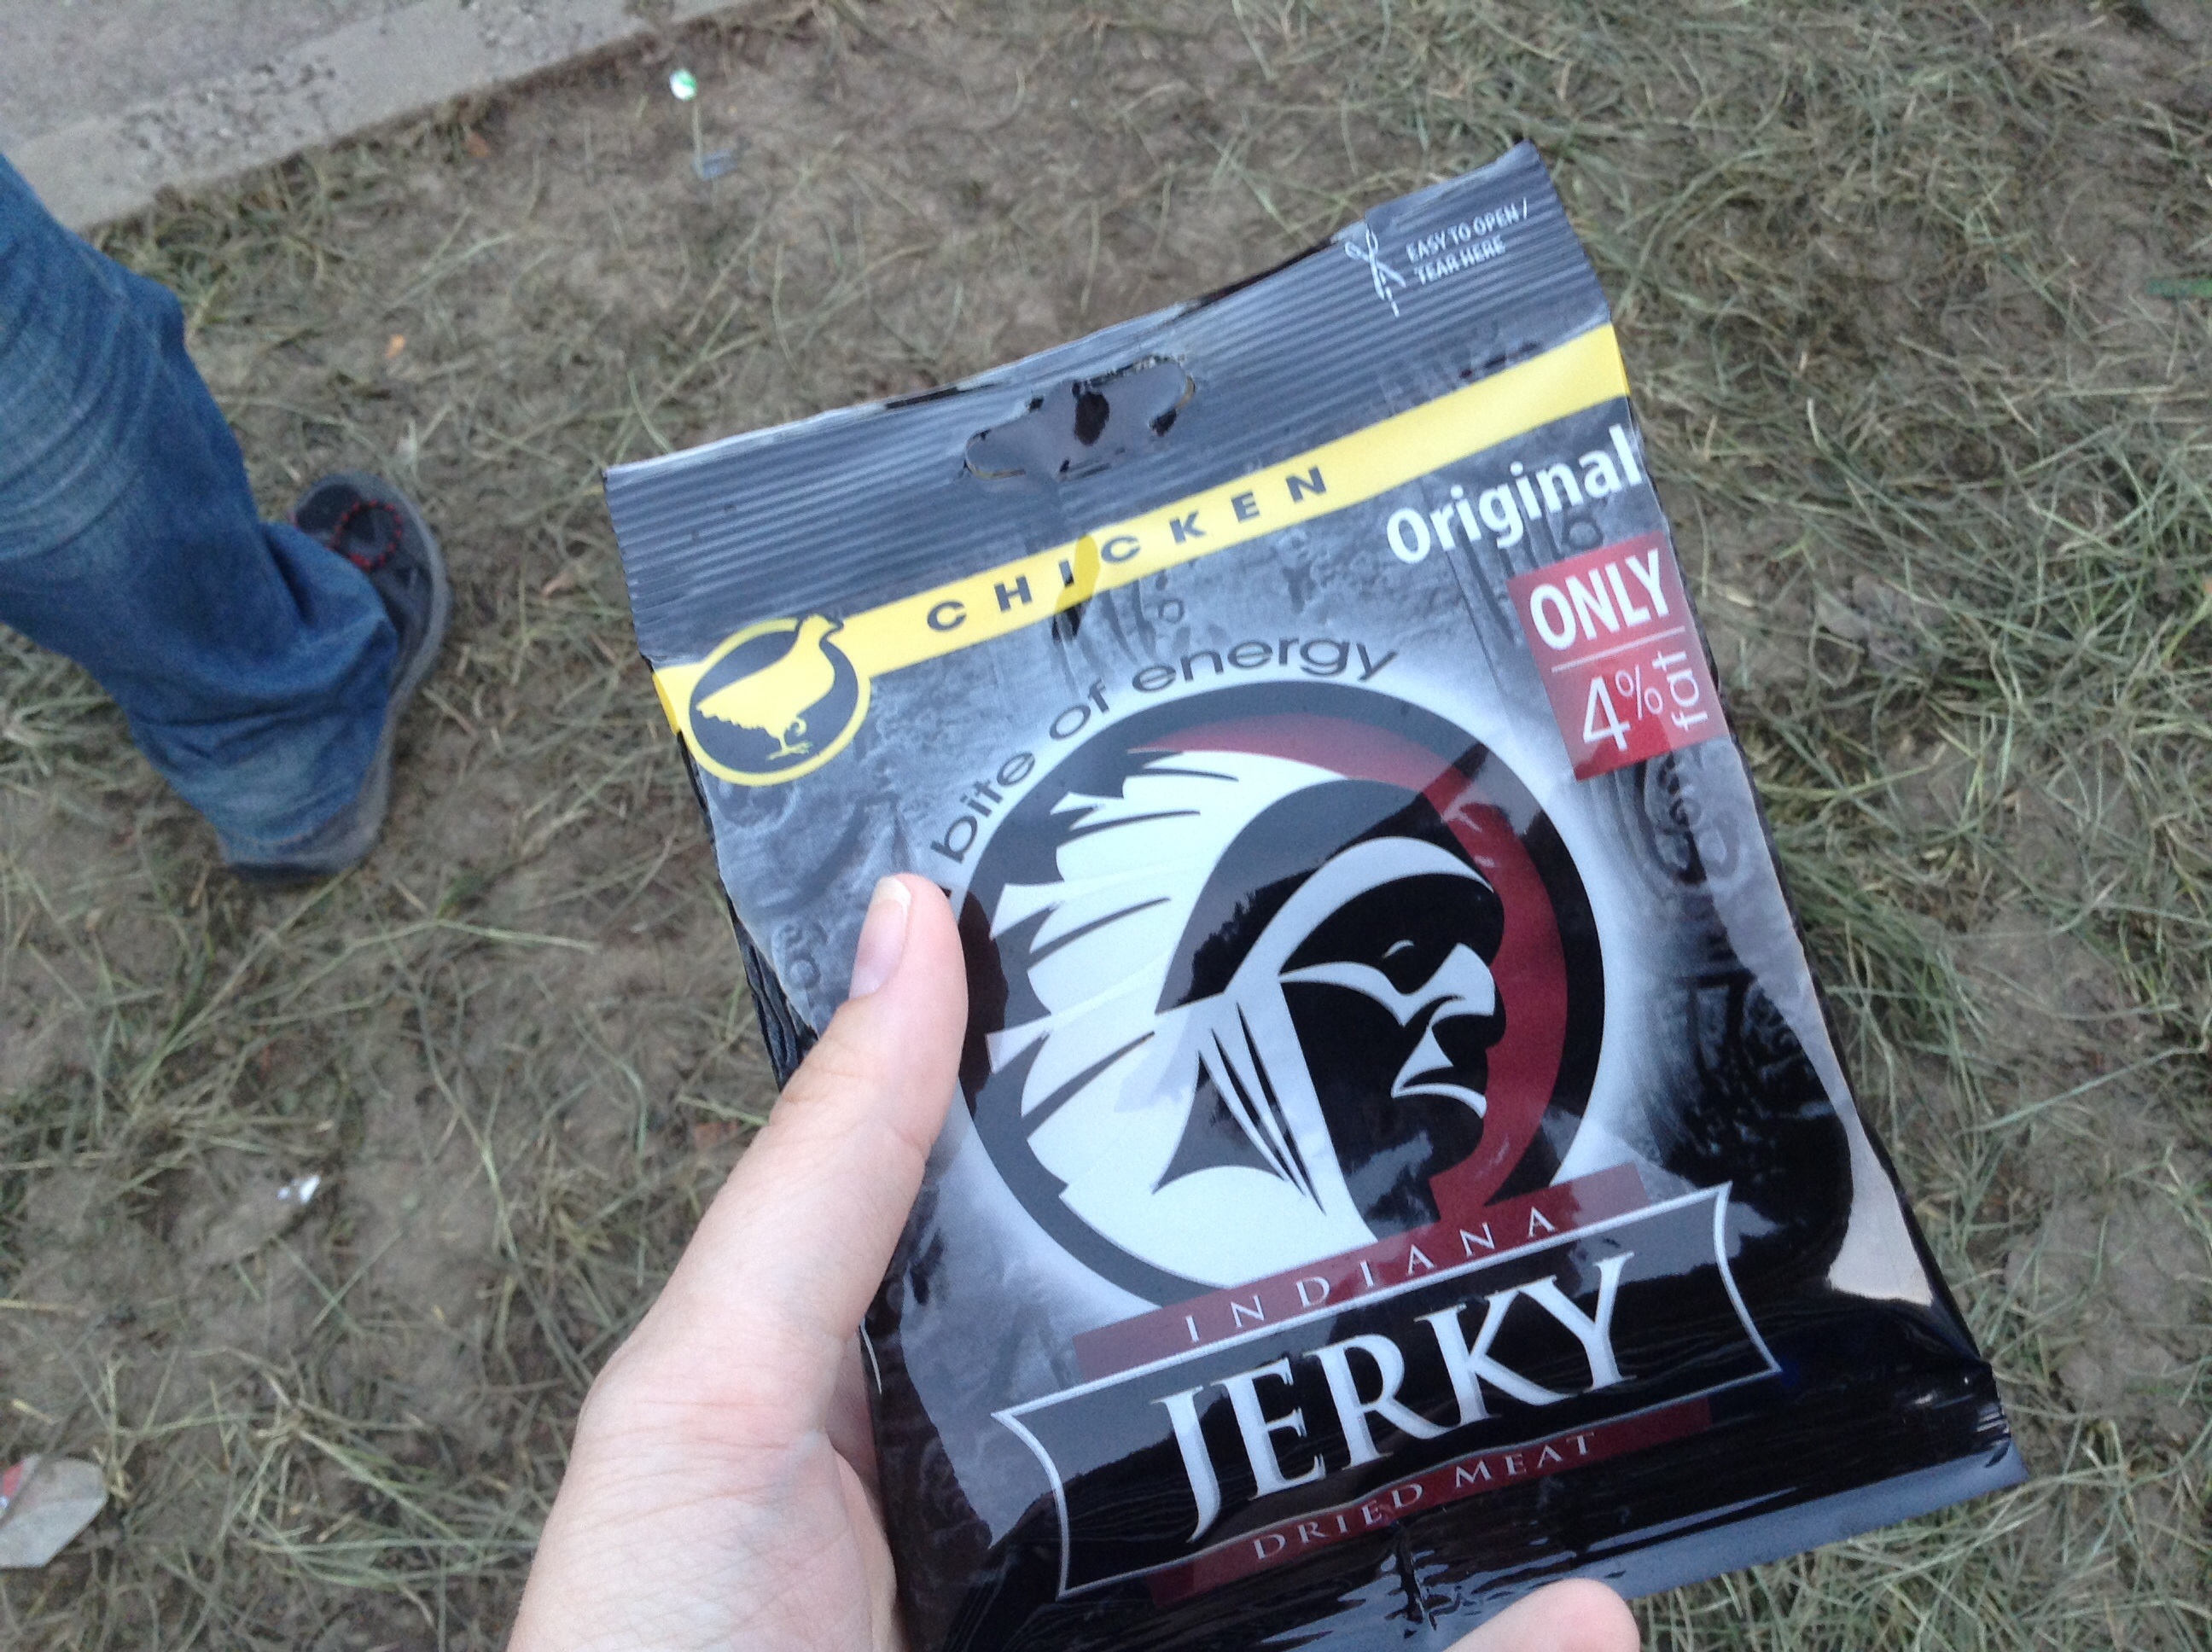 EASY TO OPEN /
TEAR HERE
CHICKEN
Original
ONLY
4% fat
bite of energy
INDIANA
JERKY
DRIED MEAT